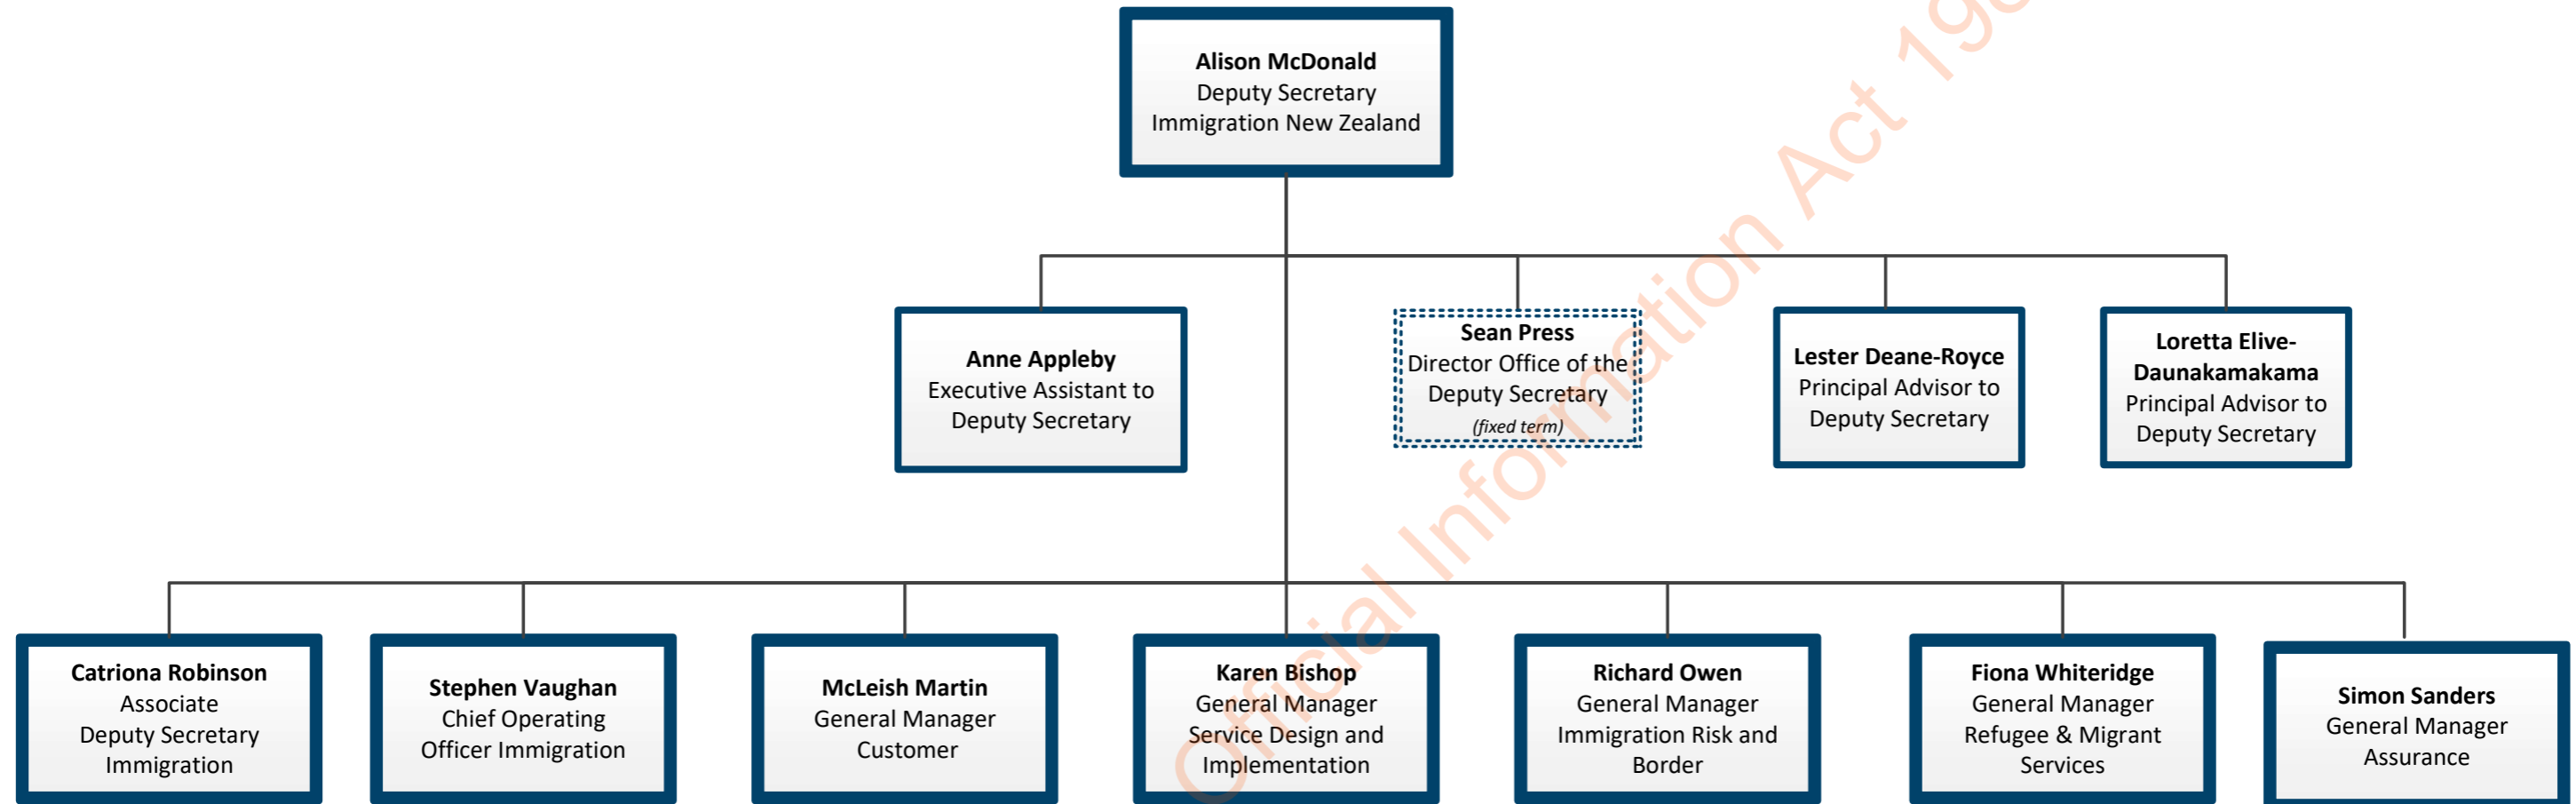 Alison McDonald
Deputy Secretary
Immigration New Zealand
Anne Appleby
Executive Assistant to
Deputy Secretary
Sean Press
Director Office of the
Deputy Secretary
(fixed term)
Lester Deane-Royce
Principal Advisor to
Deputy Secretary
Loretta Elive-
Daunakamakama
Principal Advisor to
Deputy Secretary
Catriona Robinson
Associate
Deputy Secretary
Immigration
Stephen Vaughan
Chief Operating
Officer Immigration
McLeish Martin
General Manager
Customer
Karen Bishop
General Manager
Service Design and
Implementation
Richard Owen
General Manager
Immigration Risk and
Border
Fiona Whiteridge
General Manager
Refugee & Migrant
Services
Simon Sanders
General Manager
Assurance
Official Information Act